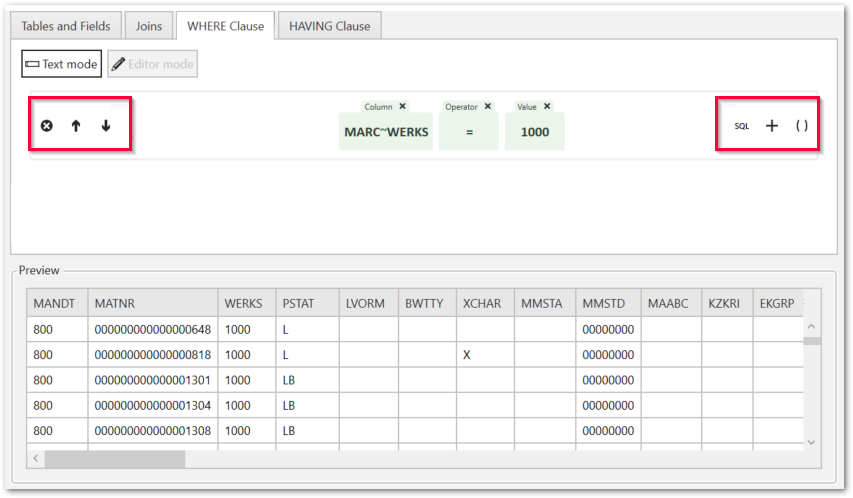 Tables and Fields Joins WHERE Clause HAVING Clause
Text mode Editor mode
Column Operator Value
MARC~WERKS = 1000 SQL + ( )
Preview
MANDT MATNR WERKS PSTAT LVORM BWTTY XCHAR MMSTA MMSTD MAABC KZKRI EKGRP
800 000000000000000648 1000 L 00000000
800 000000000000000818 1000 L X 00000000
800 000000000000001301 1000 LB 00000000
800 000000000000001304 1000 LB 00000000
800 000000000000001308 1000 LB 00000000